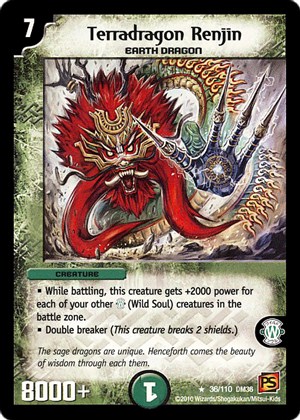 7
Terradragon Renjin
EARTH DRAGON
CREATURE
• While battling, this creature gets +2000 power for
each of your other (Wild Soul) creatures in the
battle zone.
• Double breaker (This creature breaks 2 shields.)
W
The sage dragons are unique. Henceforth comes the beauty
of wisdom through each them.
8000+
1
★ 36/110 DM36
©2010 Wizards/Shogakukan/Mitsui-Kids
PS